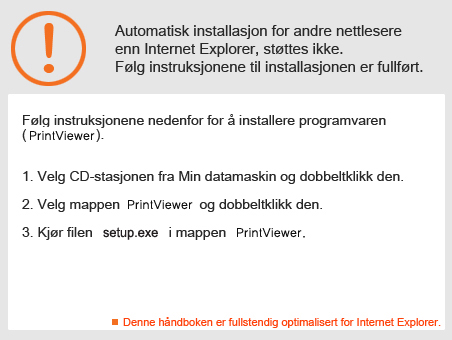 Automatisk installasjon for andre nettlesere
enn Internet Explorer, støttes ikke.
Følg instruksjonene til installasjonen er fullført.
Følg instruksjonene nedenfor for å installere programvaren
( PrintViewer).
1. Velg CD-stasjonen fra Min datamaskin og dobbeltklikk den.
2. Velg mappen PrintViewer og dobbeltklikk den.
3. Kjør filen setup.exe i mappen PrintViewer.
Denne håndboken er fullstendig optimalisert for Internet Explorer.